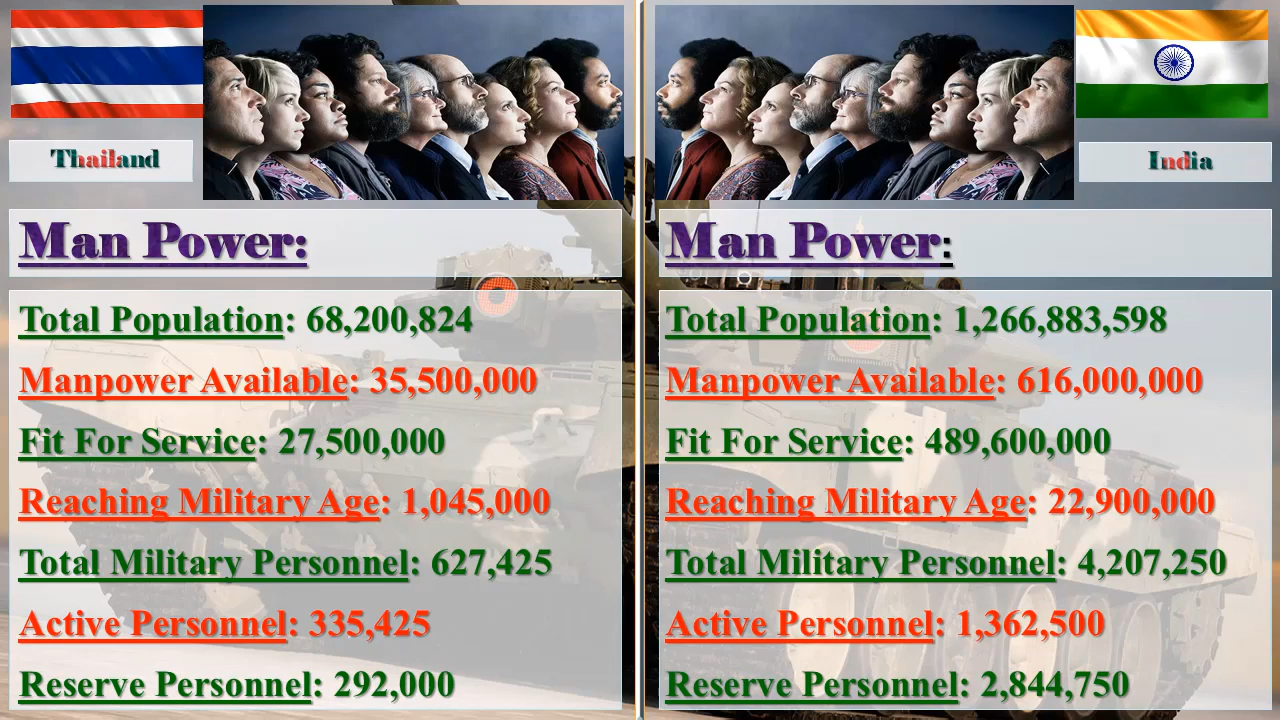 Thailand
Man Power:
Total Population: 68,200,824
Manpower Available: 35,500,000
Fit For Service: 27,500,000
Reaching Military Age: 1,045,000
Total Military Personnel: 627,425
Active Personnel: 335,425
Reserve Personnel: 292,000
India
Man Power:
Total Population: 1,266,883,598
Manpower Available: 616,000,000
Fit For Service: 489,600,000
Reaching Military Age: 22,900,000
Total Military Personnel: 4,207,250
Active Personnel: 1,362,500
Reserve Personnel: 2,844,750